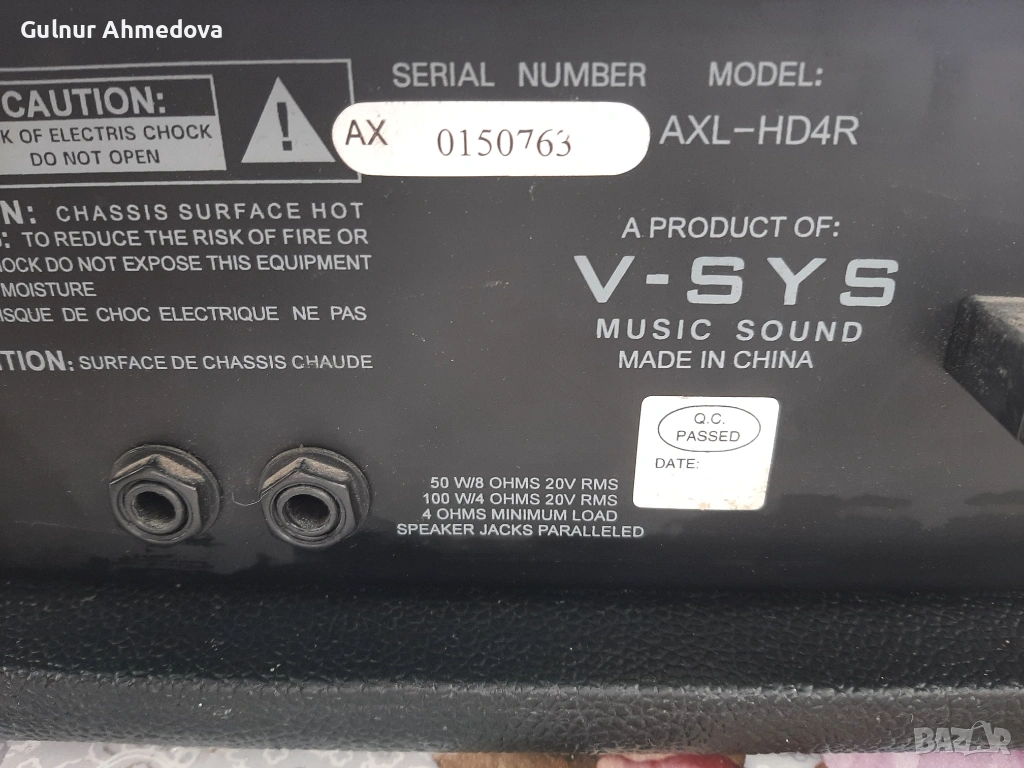 Gulnur Ahmedova
SERIAL NUMBER
MODEL:
CAUTION:
K OF ELECTRIS CHOCK
DO NOT OPEN
AX 0150763
AXL-HD4R
N: CHASSIS SURFACE HOT
: TO REDUCE THE RISK OF FIRE OR
OCK DO NOT EXPOSE THIS EQUIPMENT
MOISTURE
ISQUE DE CHOC ELECTRIQUE NE PAS
TION: SURFACE DE CHASSIS CHAUDE
A PRODUCT OF:
V-SYS
MUSIC SOUND
MADE IN CHINA
Q.C.
PASSED
DATE:
50 W/8 OHMS 20V RMS
100 W/4 OHMS 20V RMS
4 OHMS MINIMUM LOAD
SPEAKER JACKS PARALLELED
BAZAR